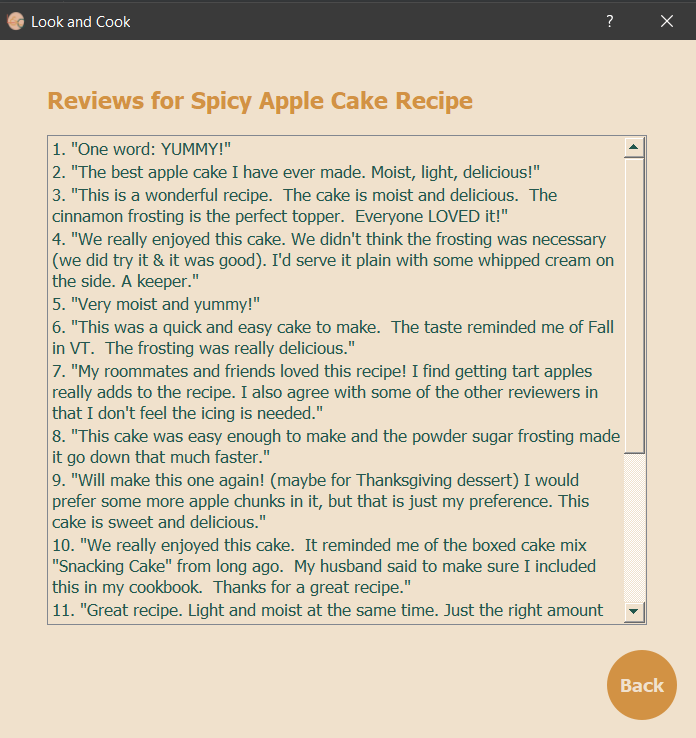 Look and Cook
?
Reviews for Spicy Apple Cake Recipe
1. "One word: YUMMY!"
2. "The best apple cake I have ever made. Moist, light, delicious!"
3. "This is a wonderful recipe.  The cake is moist and delicious.  The
cinnamon frosting is the perfect topper.  Everyone LOVED it!"
4. "We really enjoyed this cake. We didn't think the frosting was necessary
(we did try it & it was good). I'd serve it plain with some whipped cream on
the side. A keeper."
5. "Very moist and yummy!"
6. "This was a quick and easy cake to make.  The taste reminded me of Fall
in VT.  The frosting was really delicious."
7. "My roommates and friends loved this recipe! I find getting tart apples
really adds to the recipe. I also agree with some of the other reviewers in
that I don't feel the icing is needed."
8. "This cake was easy enough to make and the powder sugar frosting made
it go down that much faster."
9. "Will make this one again! (maybe for Thanksgiving dessert) I would
prefer some more apple chunks in it, but that is just my preference. This
cake is sweet and delicious."
10. "We really enjoyed this cake.  It reminded me of the boxed cake mix
"Snacking Cake" from long ago.  My husband said to make sure I included
this in my cookbook.  Thanks for a great recipe."
11. "Great recipe. Light and moist at the same time. Just the right amount
Back